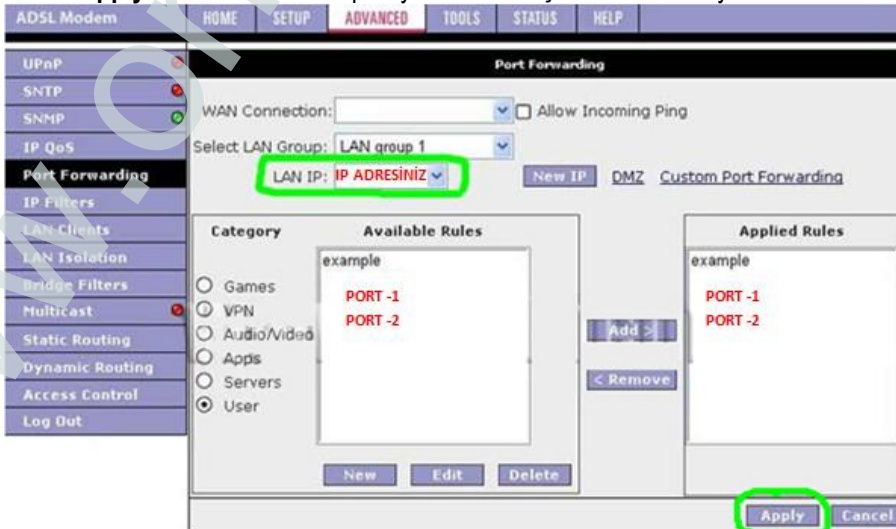 ADSL Modem
HOME SETUP ADVANCED TOOLS STATUS HELP
UPnP
SNTP
SNMP
IP QoS
Port Forwarding
IP Filters
LAN Clients
LAN Isolation
Bridge Filters
Multicast
Static Routing
Dynamic Routing
Access Control
Log Out
Port Forwarding
WAN Connection: Allow Incoming Ping
Select LAN Group: LAN group 1
LAN IP: IP ADRESİNİZ New IP DMZ Custom Port Forwarding
Category Available Rules Applied Rules
example example
Games
PORT -1 PORT -1
VPN
PORT -2 PORT -2
Audio/Video
Add >
Apps
Servers
< Remove
User
New Edit Delete
Apply Cancel